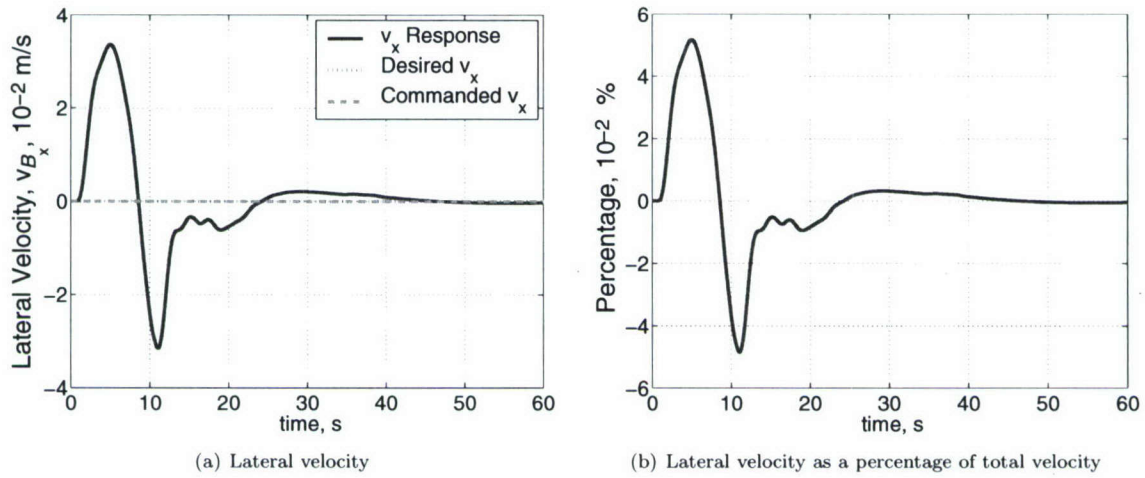 4
2
0
−2
−4
Lateral Velocity, v_B_x, 10⁻² m/s
v_x Response
Desired v_x
Commanded v_x
0 10 20 30 40 50 60
time, s
(a) Lateral velocity
6
4
2
0
−2
−4
−6
Percentage, 10⁻² %
0 10 20 30 40 50 60
time, s
(b) Lateral velocity as a percentage of total velocity